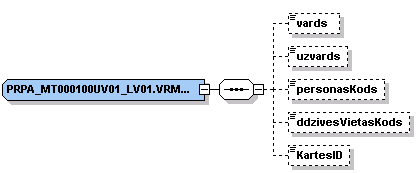 PRPA_MT000100UV01_LV01.VRM...
vards
uzvards
personasKods
ddzivesVietasKods
KartesID